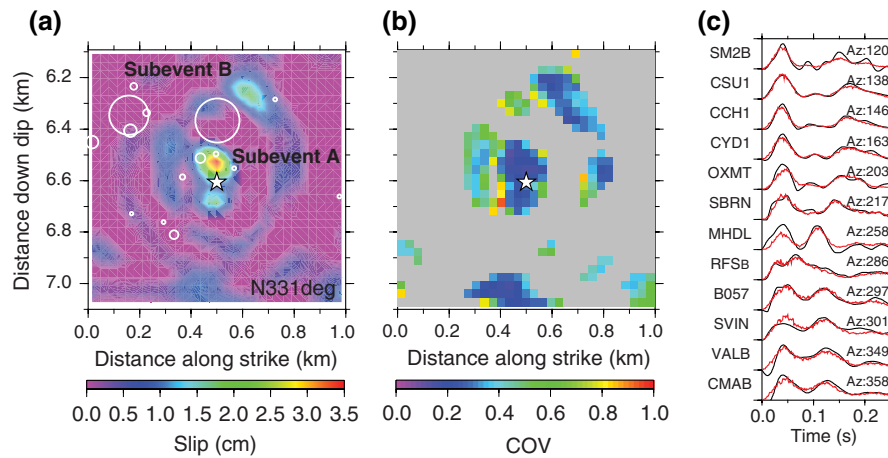 (a)
(b)
(c)
6.2
6.4
6.6
6.8
7.0
Distance down dip (km)
Subevent B
Subevent A
N331deg
0.0 0.2 0.4 0.6 0.8 1.0
Distance along strike (km)
0.0 0.5 1.0 1.5 2.0 2.5 3.0 3.5
Slip (cm)
0.0 0.2 0.4 0.6 0.8 1.0
Distance along strike (km)
0.0 0.2 0.4 0.6 0.8 1.0
COV
SM2B Az:120
CSU1 Az:138
CCH1 Az:146
CYD1 Az:163
OXMT Az:203
SBRN Az:217
MHDL Az:258
RFSB Az:286
B057 Az:297
SVIN Az:301
VALB Az:349
CMAB Az:358
0.0 0.1 0.2
Time (s)